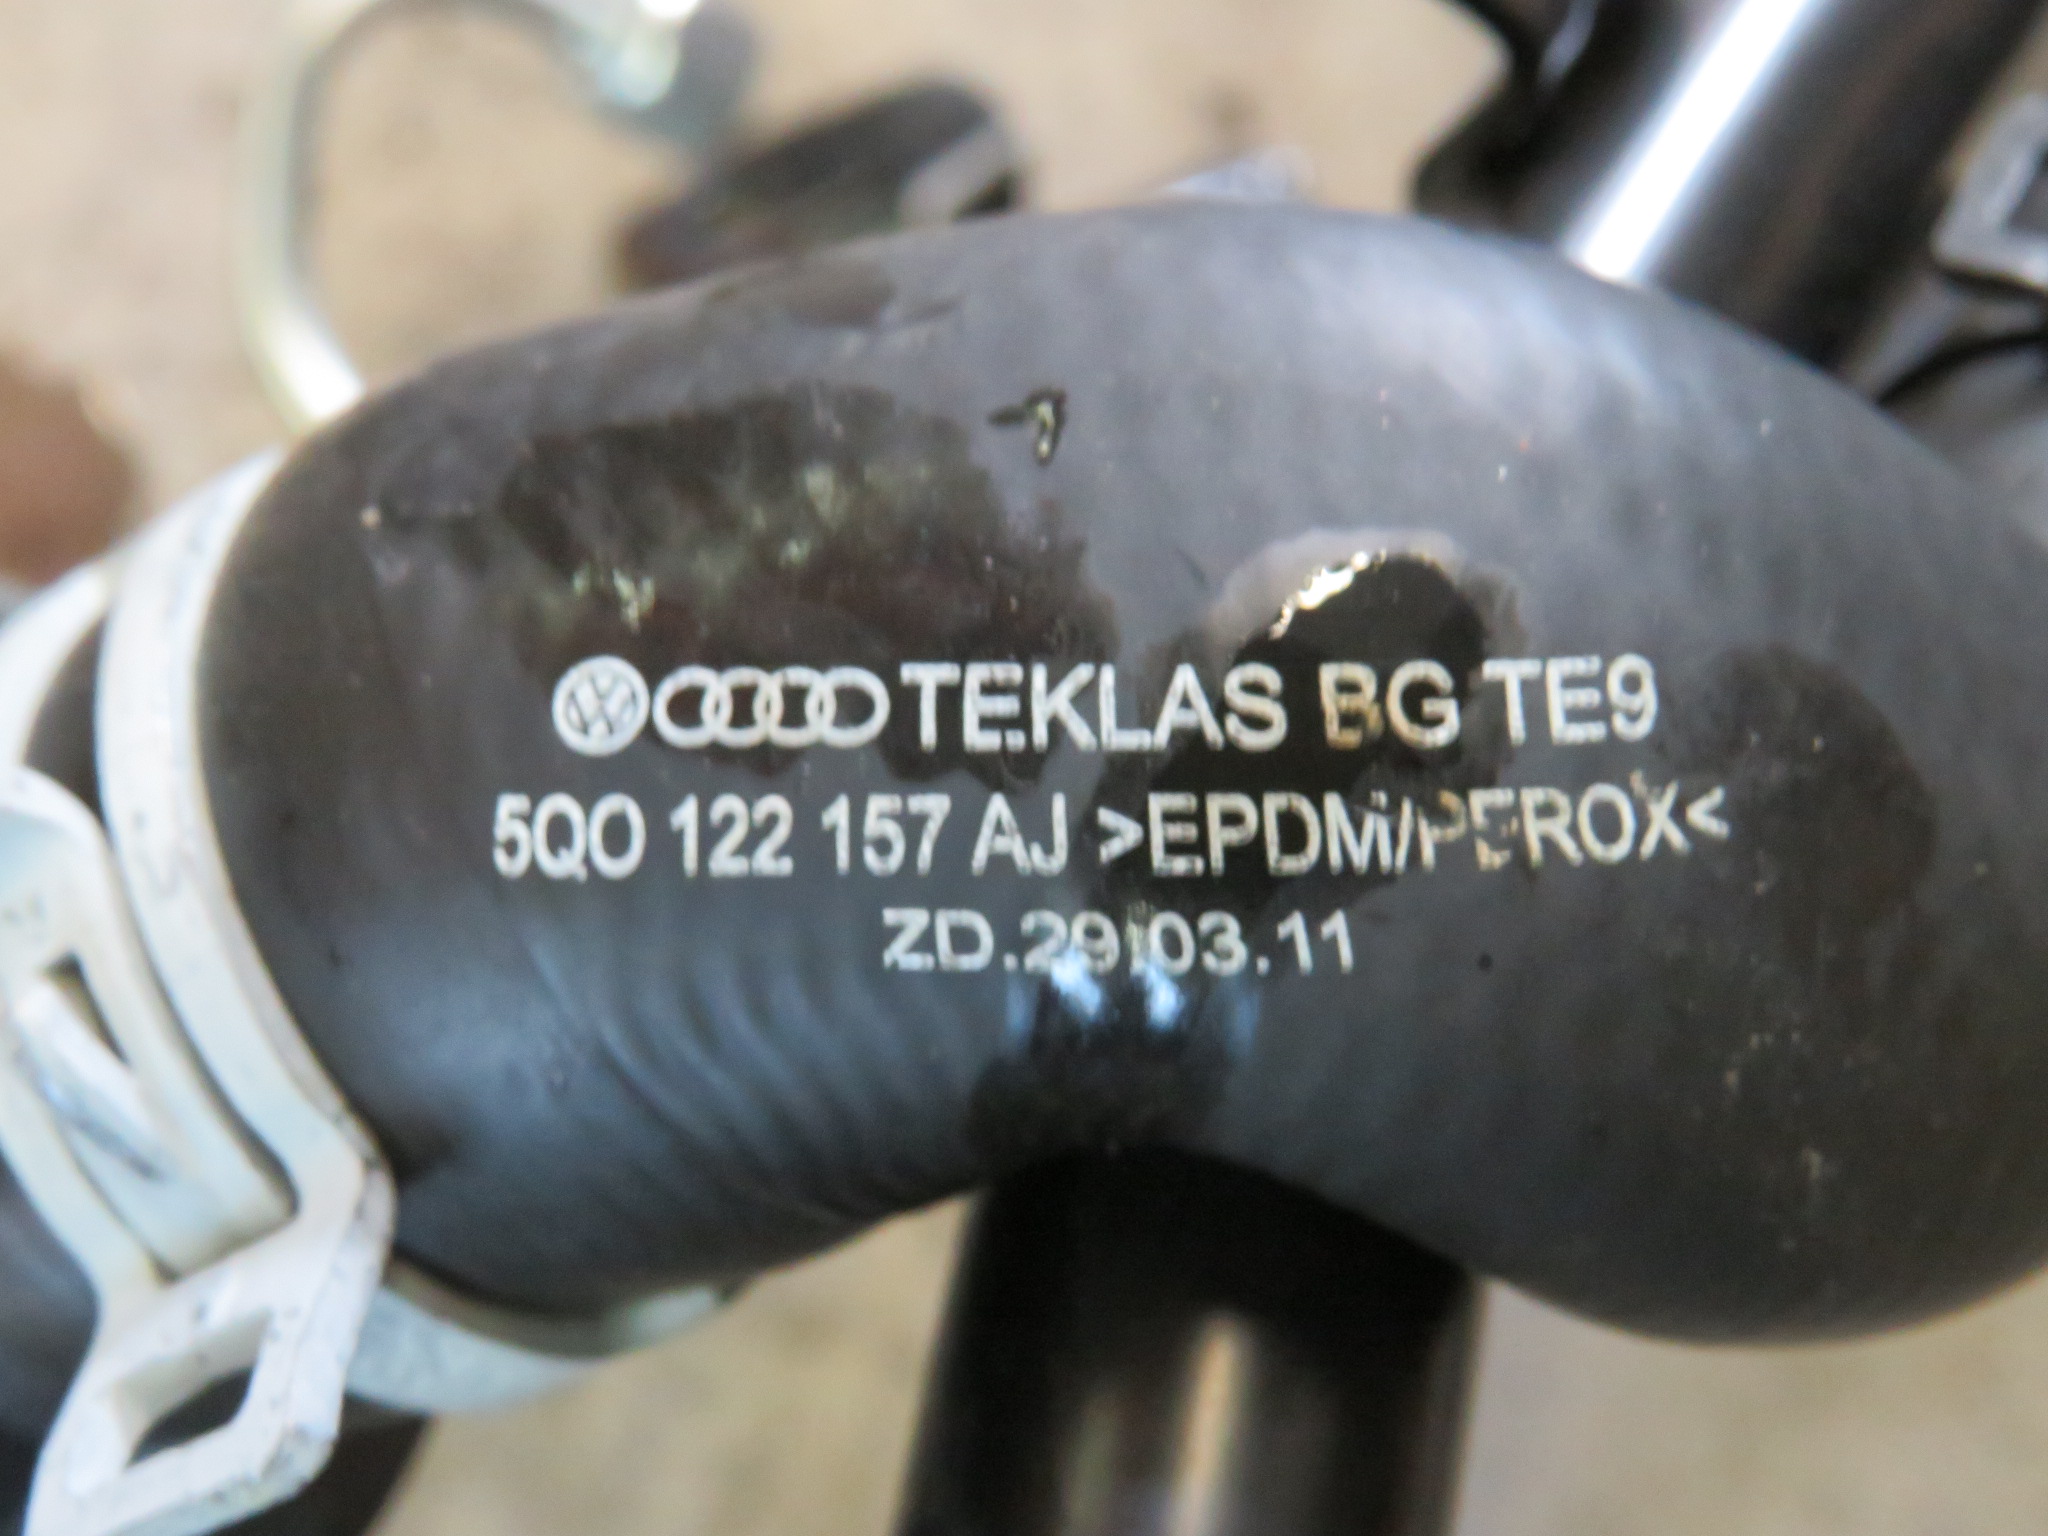 TEKLAS BG TE9
5Q0 122 157 AJ >EPDM/PEROX<
ZD.29.03.11